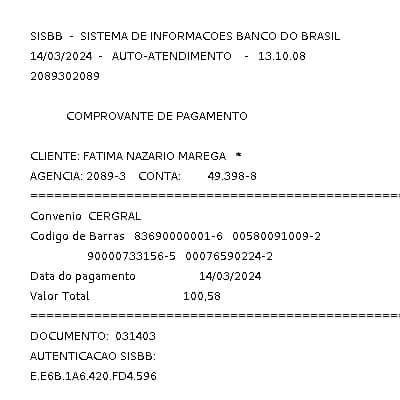 SISBB - SISTEMA DE INFORMACOES BANCO DO BRASIL
14/03/2024 - AUTO-ATENDIMENTO - 13.10.08
2089302089
COMPROVANTE DE PAGAMENTO
CLIENTE: FATIMA NAZARIO MAREGA *
AGENCIA: 2089-3 CONTA: 49.398-8
================================================
Convenio CERGRAL
Codigo de Barras 83690000001-6 00580091009-2
90000733156-5 00076590224-2
Data do pagamento 14/03/2024
Valor Total 100,58
================================================
DOCUMENTO: 031403
AUTENTICACAO SISBB:
E.E6B.1A6.420.FD4.596